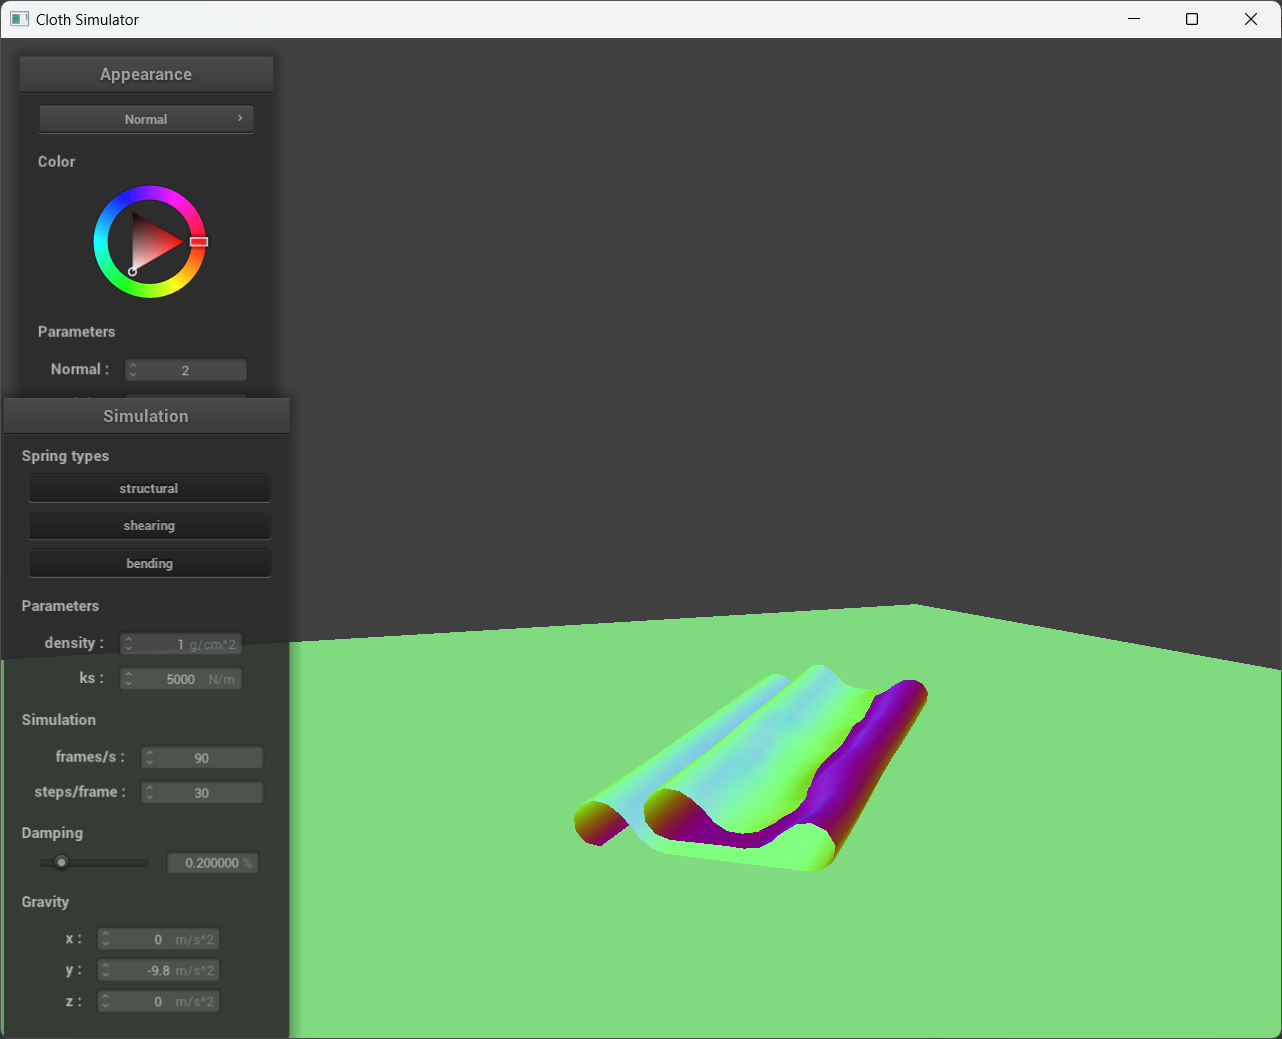 Cloth Simulator
Appearance
Normal
Color
Parameters
Normal : 2
Simulation
Spring types
structural
shearing
bending
Parameters
density : 1 g/cm^2
ks : 5000 N/m
Simulation
frames/s : 90
steps/frame : 30
Damping
0.200000 %
Gravity
x : 0 m/s^2
y : -9.8 m/s^2
z : 0 m/s^2